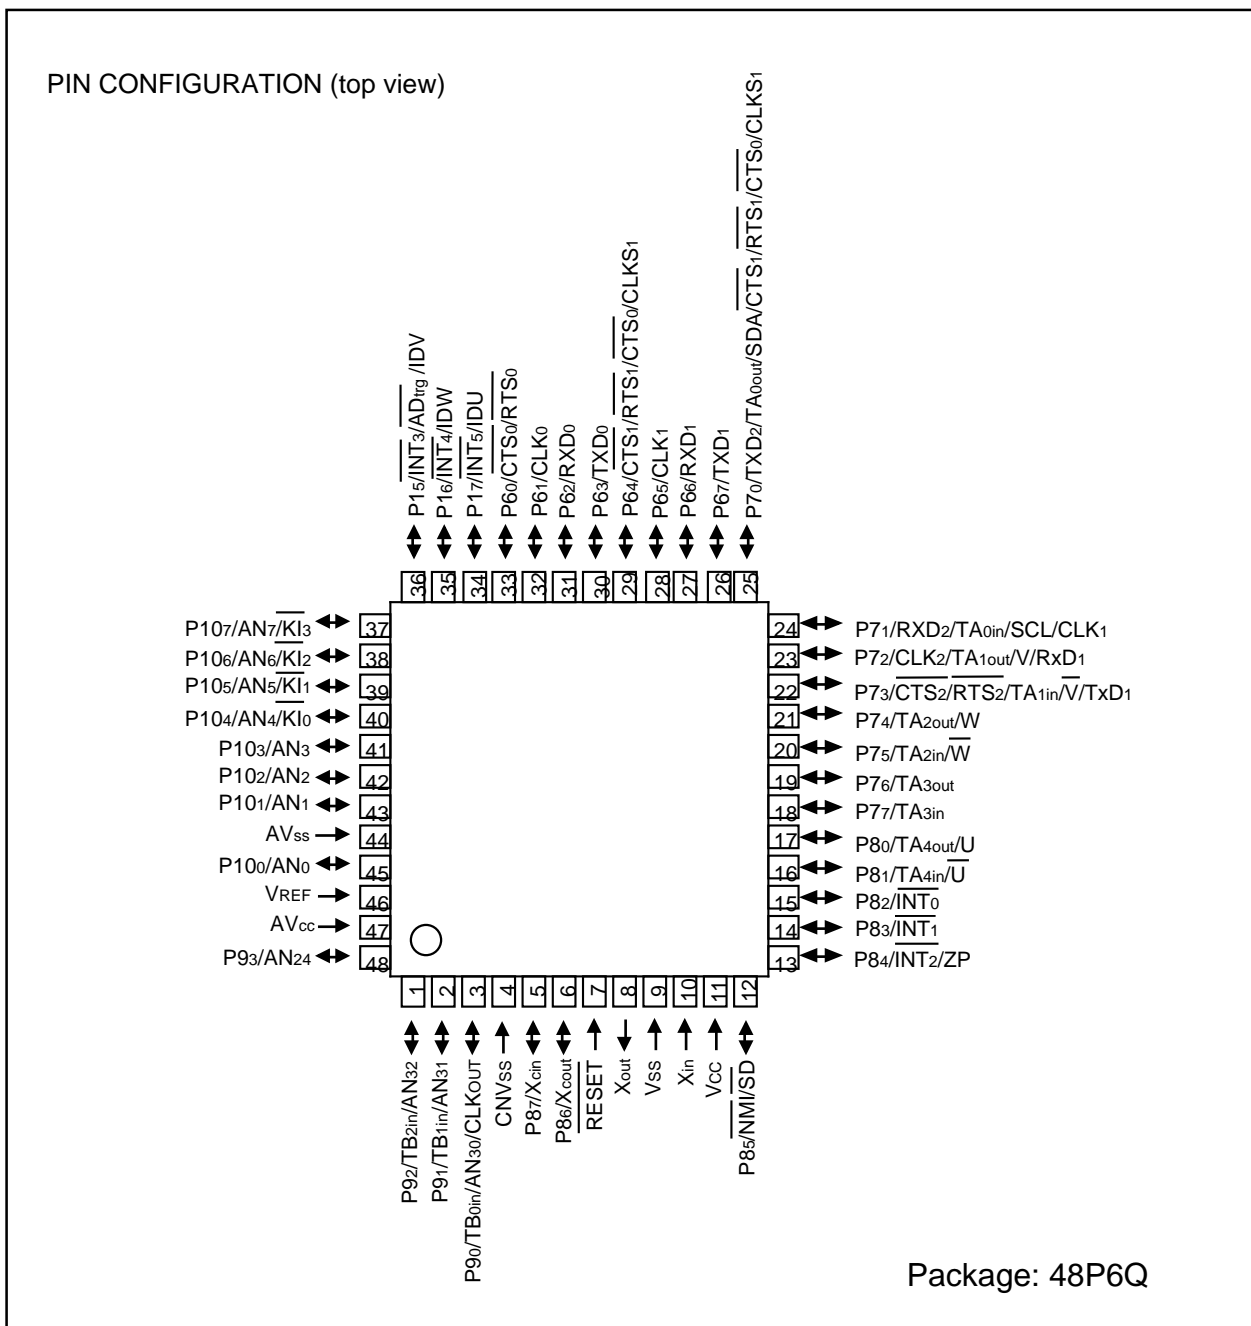 PIN CONFIGURATION (top view)
P15/INT3/ADtrg /IDV
P16/INT4/IDW
P17/INT5/IDU
P60/CTS0/RTS0
P61/CLK0
P62/RXD0
P63/TXD0
P64/CTS1/RTS1/CTS0/CLKS1
P65/CLK1
P66/RXD1
P67/TXD1
P70/TXD2/TA0out/SDA/CTS1/RTS1/CTS0/CLKS1
36 35 34 33 32 31 30 29 28 27 26 25
P107/AN7/KI3 37
P106/AN6/KI2 38
P105/AN5/KI1 39
P104/AN4/KI0 40
P103/AN3 41
P102/AN2 42
P101/AN1 43
AVss 44
P100/AN0 45
VREF 46
AVcc 47
P93/AN24 48
24 P71/RXD2/TA0in/SCL/CLK1
23 P72/CLK2/TA1out/V/RxD1
22 P73/CTS2/RTS2/TA1in/V/TxD1
21 P74/TA2out/W
20 P75/TA2in/W
19 P76/TA3out
18 P77/TA3in
17 P80/TA4out/U
16 P81/TA4in/U
15 P82/INT0
14 P83/INT1
13 P84/INT2/ZP
1 2 3 4 5 6 7 8 9 10 11 12
P92/TB2in/AN32
P91/TB1in/AN31
P90/TB0in/AN30/CLKOUT
CNVss
P87/Xcin
P86/Xcout
RESET
Xout
Vss
Xin
Vcc
P85/NMI/SD
Package: 48P6Q